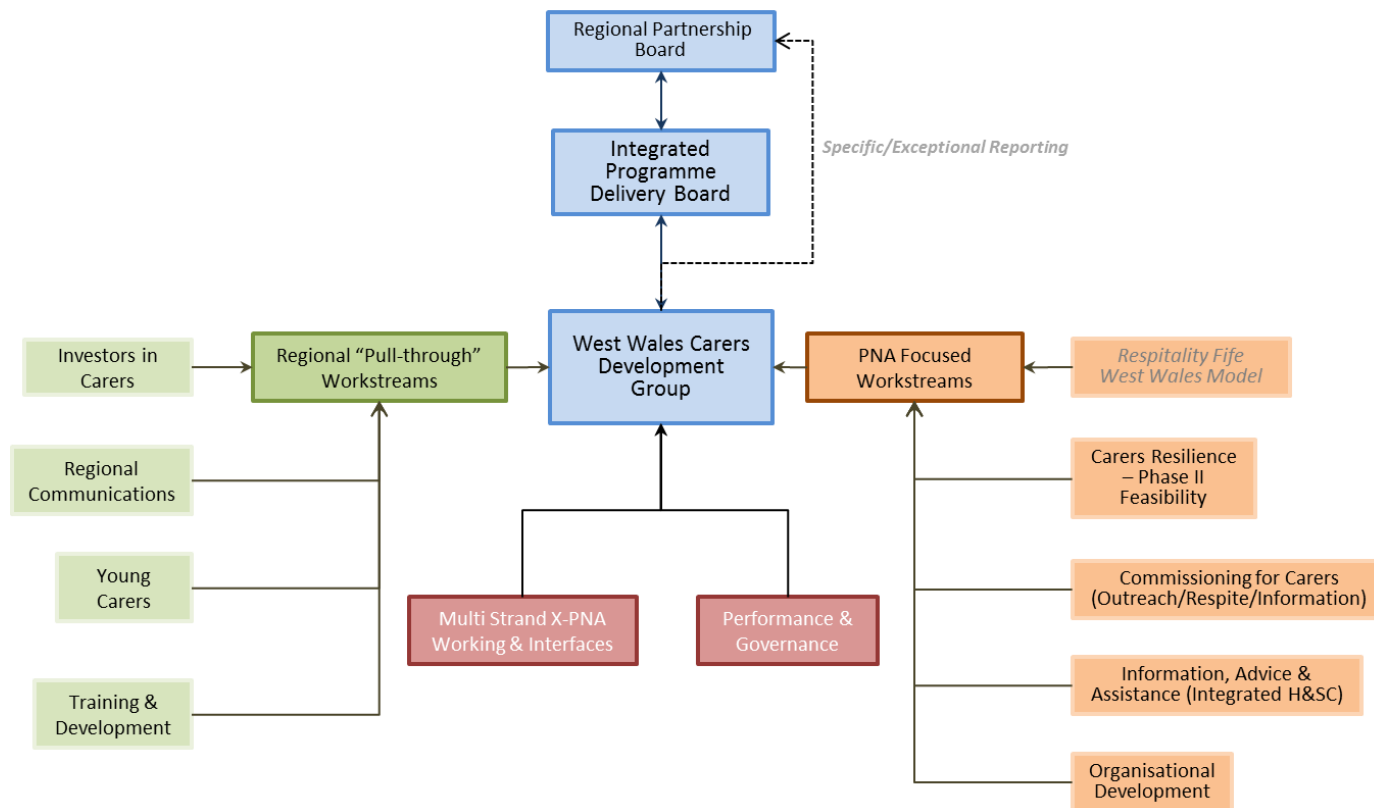 Regional Partnership
Board
Specific/Exceptional Reporting
Integrated
Programme
Delivery Board
Investors in
Carers
Regional “Pull-through”
Workstreams
West Wales Carers
Development
Group
PNA Focused
Workstreams
Respitality Fife
West Wales Model
Regional
Communications
Carers Resilience
– Phase II
Feasibility
Young
Carers
Commissioning for Carers
(Outreach/Respite/Information)
Multi Strand X-PNA
Working & Interfaces
Performance &
Governance
Training &
Development
Information, Advice &
Assistance (Integrated H&SC)
Organisational
Development